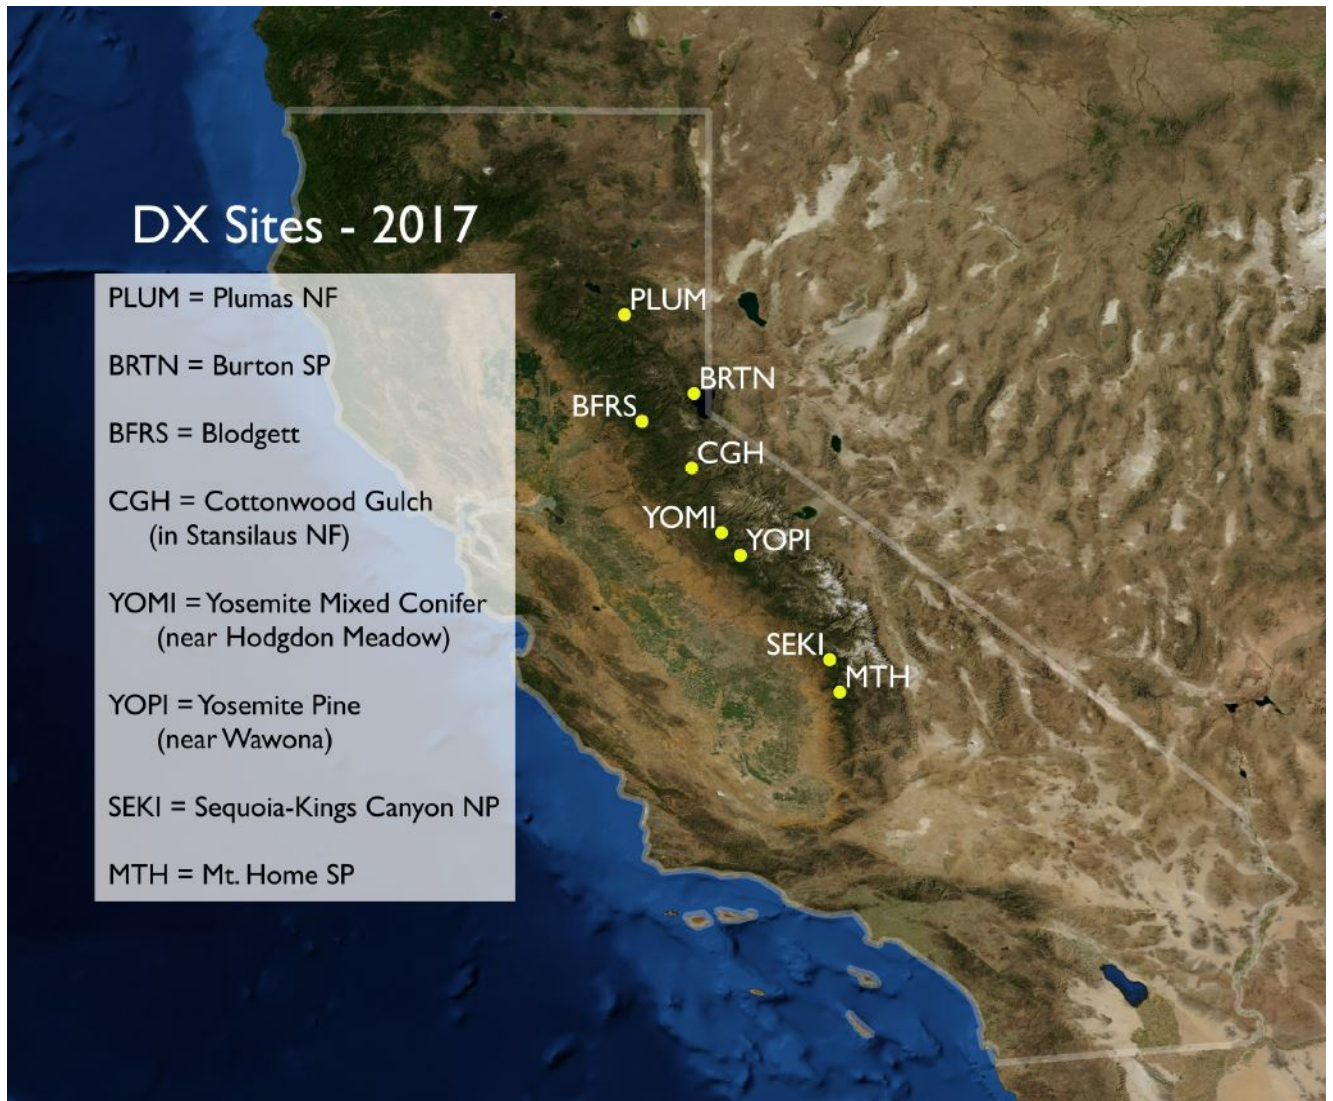 DX Sites - 2017
PLUM = Plumas NF
BRTN = Burton SP
BFRS = Blodgett
CGH = Cottonwood Gulch
(in Stansilaus NF)
YOMI = Yosemite Mixed Conifer
(near Hodgdon Meadow)
YOPI = Yosemite Pine
(near Wawona)
SEKI = Sequoia-Kings Canyon NP
MTH = Mt. Home SP
PLUM
BRTN
BFRS
CGH
YOMI
YOPI
SEKI
MTH